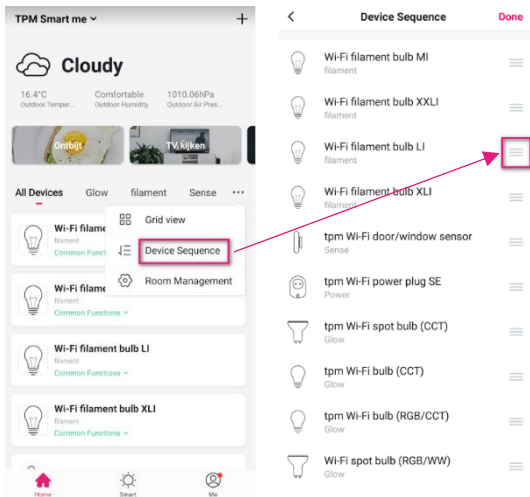 TPM Smart me
Cloudy
16.4°C
Outdoor Temper...
Comfortable
Outdoor Humidity
1010.06hPa
Outdoor Air Pres...
Ontbijt
TV kijken
All Devices
Glow
filament
Sense
Grid view
Device Sequence
Room Management
Wi-Fi filame
filament
Common Funct
Wi-Fi filame
filament
Common Functions
Wi-Fi filament bulb LI
filament
Common Functions
Wi-Fi filament bulb XLI
filament
Common Functions
Home
Smart
Me
Device Sequence
Done
Wi-Fi filament bulb MI
filament
Wi-Fi filament bulb XXLI
filament
Wi-Fi filament bulb LI
filament
Wi-Fi filament bulb XLI
filament
tpm Wi-Fi door/window sensor
Sense
tpm Wi-Fi power plug SE
Power
tpm Wi-Fi spot bulb (CCT)
Glow
tpm Wi-Fi bulb (CCT)
Glow
tpm Wi-Fi bulb (RGB/CCT)
Glow
Wi-Fi spot bulb (RGB/WW)
Glow